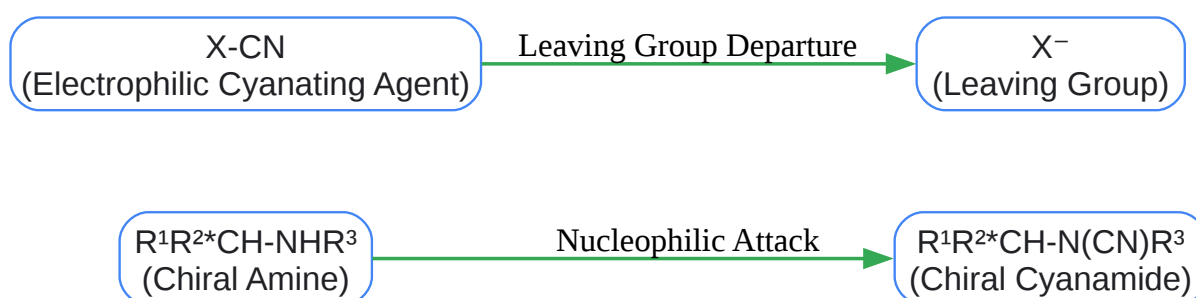 X-CN
(Electrophilic Cyanating Agent)
Leaving Group Departure
X⁻
(Leaving Group)
R¹R²*CH-NHR³
(Chiral Amine)
Nucleophilic Attack
R¹R²*CH-N(CN)R³
(Chiral Cyanamide)